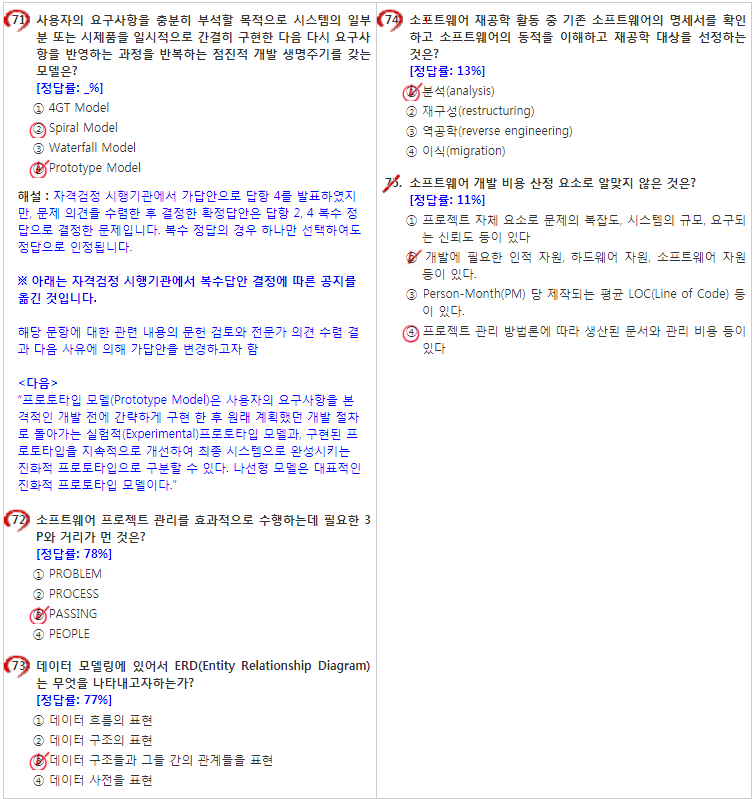 71. 사용자의 요구사항을 충분히 부석할 목적으로 시스템의 일부
분 또는 시제품을 일시적으로 간결히 구현한 다음 다시 요구사
항을 반영하는 과정을 반복하는 점진적 개발 생명주기를 갖는
모델은?
[정답률: _%]
① 4GT Model
② Spiral Model
③ Waterfall Model
④ Prototype Model
해설 : 자격검정 시행기관에서 가답안으로 답항 4를 발표하였지
만, 문제 의견을 수렴한 후 결정한 확정답안은 답항 2, 4 복수 정
답으로 결정한 문제입니다. 복수 정답의 경우 하나만 선택하여도
정답으로 인정됩니다.
※ 아래는 자격검정 시행기관에서 복수답안 결정에 따른 공지를
옮긴 것입니다.
해당 문항에 대한 관련 내용의 문헌 검토와 전문가 의견 수렴 결
과 다음 사유에 의해 가답안을 변경하고자 함
<다음>
“프로토타입 모델(Prototype Model)은 사용자의 요구사항을 본
격적인 개발 전에 간략하게 구현 한 후 원래 계획했던 개발 절차
로 돌아가는 실험적(Experimental)프로토타입 모델과, 구현된 프
로토타입을 지속적으로 개선하여 최종 시스템으로 완성시키는
진화적 프로토타입으로 구분할 수 있다. 나선형 모델은 대표적인
진화적 프로토타입 모델이다.”
72. 소프트웨어 프로젝트 관리를 효과적으로 수행하는데 필요한 3
P와 거리가 먼 것은?
[정답률: 78%]
① PROBLEM
② PROCESS
③ PASSING
④ PEOPLE
73. 데이터 모델링에 있어서 ERD(Entity Relationship Diagram)
는 무엇을 나타내고자하는가?
[정답률: 77%]
① 데이터 흐름의 표현
② 데이터 구조의 표현
③ 데이터 구조들과 그들 간의 관계들을 표현
④ 데이터 사전을 표현
74. 소프트웨어 재공학 활동 중 기존 소프트웨어의 명세서를 확인
하고 소프트웨어의 동적을 이해하고 재공학 대상을 선정하는
것은?
[정답률: 13%]
① 분석(analysis)
② 재구성(restructuring)
③ 역공학(reverse engineering)
④ 이식(migration)
75. 소프트웨어 개발 비용 산정 요소로 알맞지 않은 것은?
[정답률: 11%]
① 프로젝트 자체 요소로 문제의 복잡도, 시스템의 규모, 요구되
는 신뢰도 등이 있다
② 개발에 필요한 인적 자원, 하드웨어 자원, 소프트웨어 자원
등이 있다.
③ Person-Month(PM) 당 제작되는 평균 LOC(Line of Code) 등
이 있다.
④ 프로젝트 관리 방법론에 따라 생산된 문서와 관리 비용 등이
있다